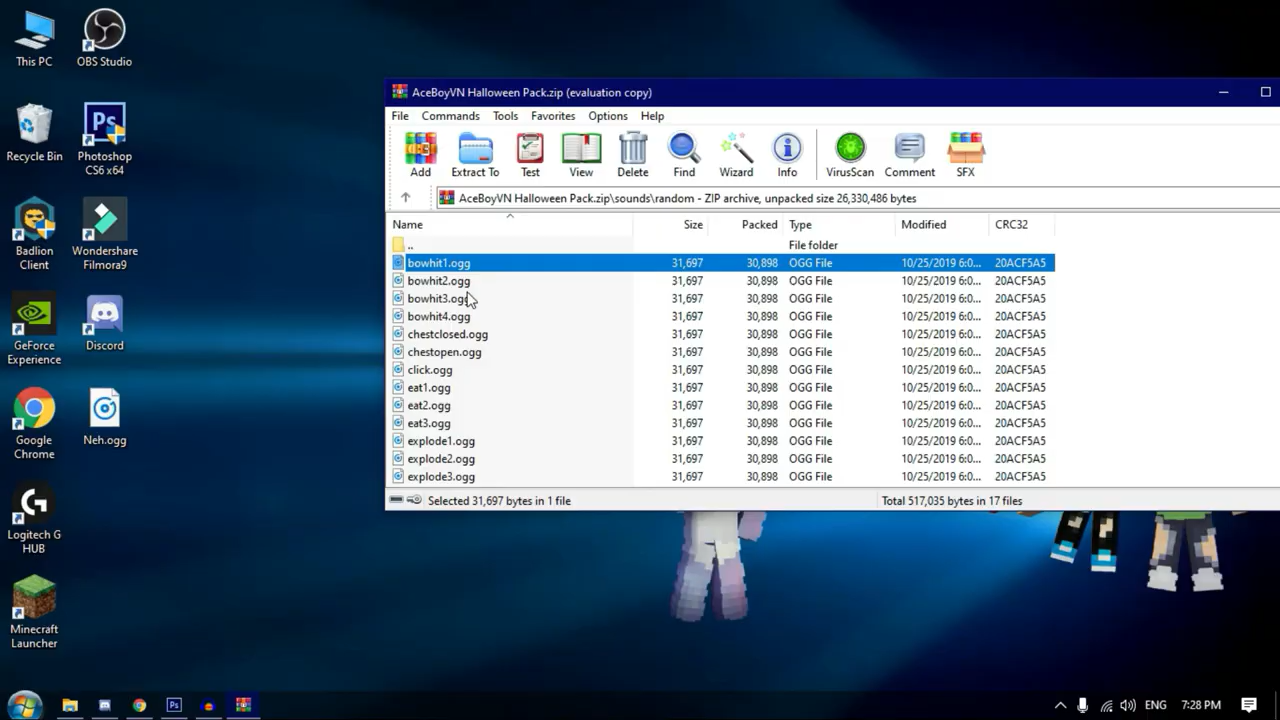 This PC
OBS Studio
Recycle Bin
Photoshop
CS6 x64
Badlion
Client
Wondershare
Filmora9
GeForce
Experience
Discord
Google
Chrome
Neh.ogg
Logitech G
HUB
Minecraft
Launcher
AceBoyVN Halloween Pack.zip (evaluation copy)
File Commands Tools Favorites Options Help
Add Extract To Test View Delete Find Wizard Info VirusScan Comment SFX
AceBoyVN Halloween Pack.zip\sounds\random - ZIP archive, unpacked size 26,330,486 bytes
Name Size Packed Type Modified CRC32
.. File folder
bowhit1.ogg 31,697 30,898 OGG File 10/25/2019 6:0... 20ACF5A5
bowhit2.ogg 31,697 30,898 OGG File 10/25/2019 6:0... 20ACF5A5
bowhit3.ogg 31,697 30,898 OGG File 10/25/2019 6:0... 20ACF5A5
bowhit4.ogg 31,697 30,898 OGG File 10/25/2019 6:0... 20ACF5A5
chestclosed.ogg 31,697 30,898 OGG File 10/25/2019 6:0... 20ACF5A5
chestopen.ogg 31,697 30,898 OGG File 10/25/2019 6:0... 20ACF5A5
click.ogg 31,697 30,898 OGG File 10/25/2019 6:0... 20ACF5A5
eat1.ogg 31,697 30,898 OGG File 10/25/2019 6:0... 20ACF5A5
eat2.ogg 31,697 30,898 OGG File 10/25/2019 6:0... 20ACF5A5
eat3.ogg 31,697 30,898 OGG File 10/25/2019 6:0... 20ACF5A5
explode1.ogg 31,697 30,898 OGG File 10/25/2019 6:0... 20ACF5A5
explode2.ogg 31,697 30,898 OGG File 10/25/2019 6:0... 20ACF5A5
explode3.ogg 31,697 30,898 OGG File 10/25/2019 6:0... 20ACF5A5
Selected 31,697 bytes in 1 file Total 517,035 bytes in 17 files
ENG 7:28 PM